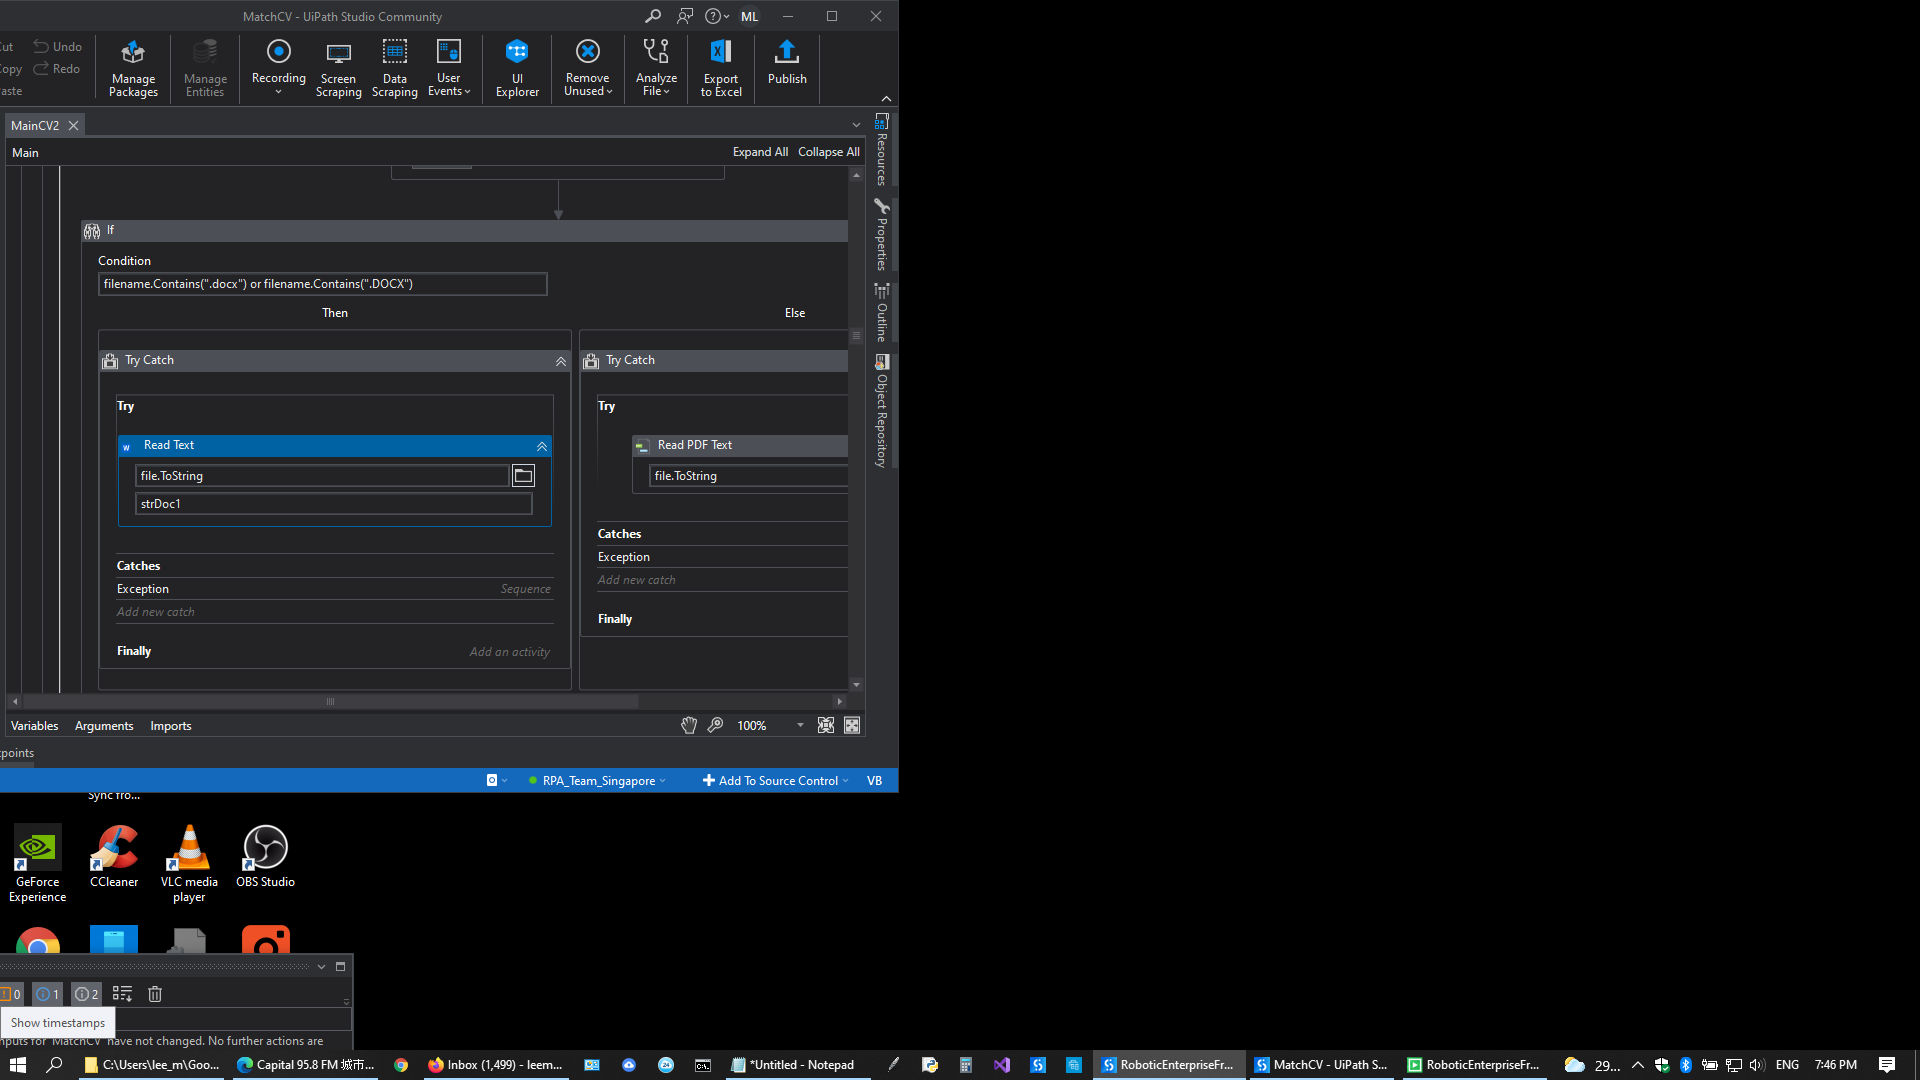 MatchCV - UiPath Studio Community
ML
Cut
Undo
Copy
Redo
Paste
Manage Packages
Manage Entities
Recording
Screen Scraping
Data Scraping
User Events
UI Explorer
Remove Unused
Analyze File
Export to Excel
Publish
MainCV2
Main
Expand All
Collapse All
Resources
Properties
Outline
Object Repository
If
Condition
filename.Contains(".docx") or filename.Contains(".DOCX")
Then
Else
Try Catch
Try Catch
Try
Try
Read Text
Read PDF Text
file.ToString
file.ToString
strDoc1
Catches
Exception
Add new catch
Catches
Exception
Sequence
Add new catch
Finally
Finally
Add an activity
Variables
Arguments
Imports
100%
points
RPA_Team_Singapore
Add To Source Control
VB
Sync fro...
GeForce Experience
CCleaner
VLC media player
OBS Studio
0
1
2
Show timestamps
nputs for 'MatchCV' have not changed. No further actions are
C:\Users\lee_m\Goo...
Capital 95.8 FM 城市...
Inbox (1,499) - leem...
*Untitled - Notepad
RoboticEnterpriseFr...
MatchCV - UiPath S...
RoboticEnterpriseFr...
29...
ENG
7:46 PM